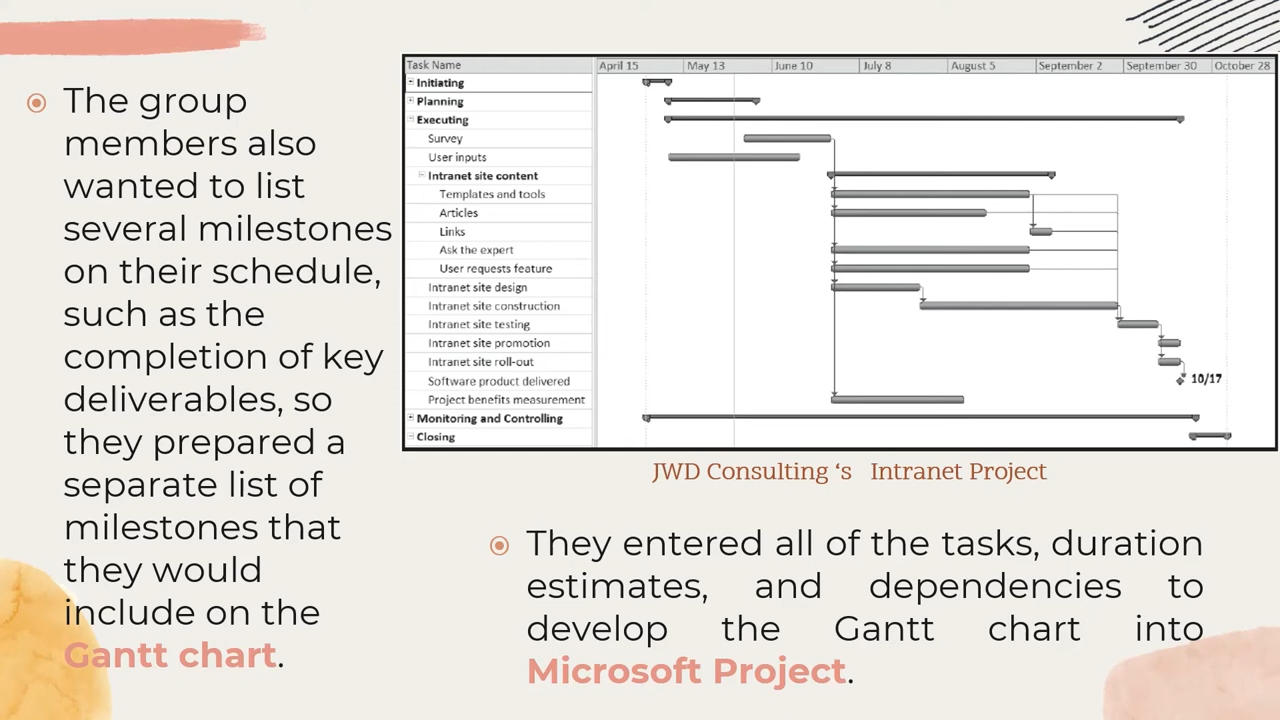 The group
members also
wanted to list
several milestones
on their schedule,
such as the
completion of key
deliverables, so
they prepared a
separate list of
milestones that
they would
include on the
Gantt chart.
Task Name
April 15 May 13 June 10 July 8 August 5 September 2 September 30 October 28
Initiating
Planning
Executing
Survey
User inputs
Intranet site content
Templates and tools
Articles
Links
Ask the expert
User requests feature
Intranet site design
Intranet site construction
Intranet site testing
Intranet site promotion
Intranet site roll-out
Software product delivered 10/17
Project benefits measurement
Monitoring and Controlling
Closing
JWD Consulting ‘s Intranet Project
They entered all of the tasks, duration
estimates, and dependencies to
develop the Gantt chart into
Microsoft Project.